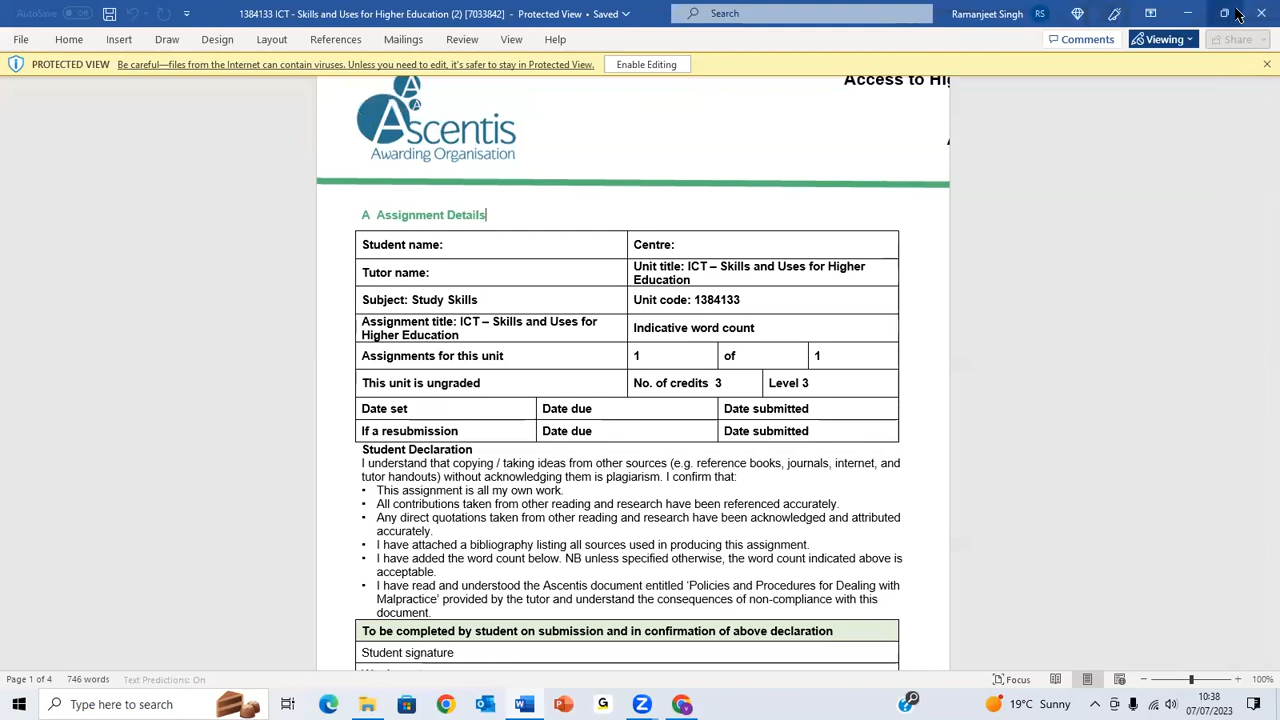 AutoSave Off 1384133 ICT - Skills and Uses for Higher Education [7033842] - Protected View • Saved Search Ramanjeet Singh RS
File Home Insert Draw Design Layout References Mailings Review View Help Comments Viewing Share
PROTECTED VIEW Be careful—files from the Internet can contain viruses. Unless you need to edit, it's safer to stay in Protected View. Enable Editing
Access to Hig
Ascentis
Awarding Organisation
A Assignment Details
Student name: Centre:
Tutor name: Unit title: ICT – Skills and Uses for Higher
Education
Subject: Study Skills Unit code: 1384133
Assignment title: ICT – Skills and Uses for
Higher Education Indicative word count
Assignments for this unit 1 of 1
This unit is ungraded No. of credits 3 Level 3
Date set Date due Date submitted
If a resubmission Date due Date submitted
Student Declaration
I understand that copying / taking ideas from other sources (e.g. reference books, journals, internet, and
tutor handouts) without acknowledging them is plagiarism. I confirm that:
• This assignment is all my own work.
• All contributions taken from other reading and research have been referenced accurately.
• Any direct quotations taken from other reading and research have been acknowledged and attributed
accurately.
• I have attached a bibliography listing all sources used in producing this assignment.
• I have added the word count below. NB unless specified otherwise, the word count indicated above is
acceptable.
• I have read and understood the Ascentis document entitled ‘Policies and Procedures for Dealing with
Malpractice’ provided by the tutor and understand the consequences of non-compliance with this
document.
To be completed by student on submission and in confirmation of above declaration
Student signature
Page 1 of 4 746 words Text Predictions: On Focus 100%
Type here to search 19°C Sunny 10:38
07/07/2023